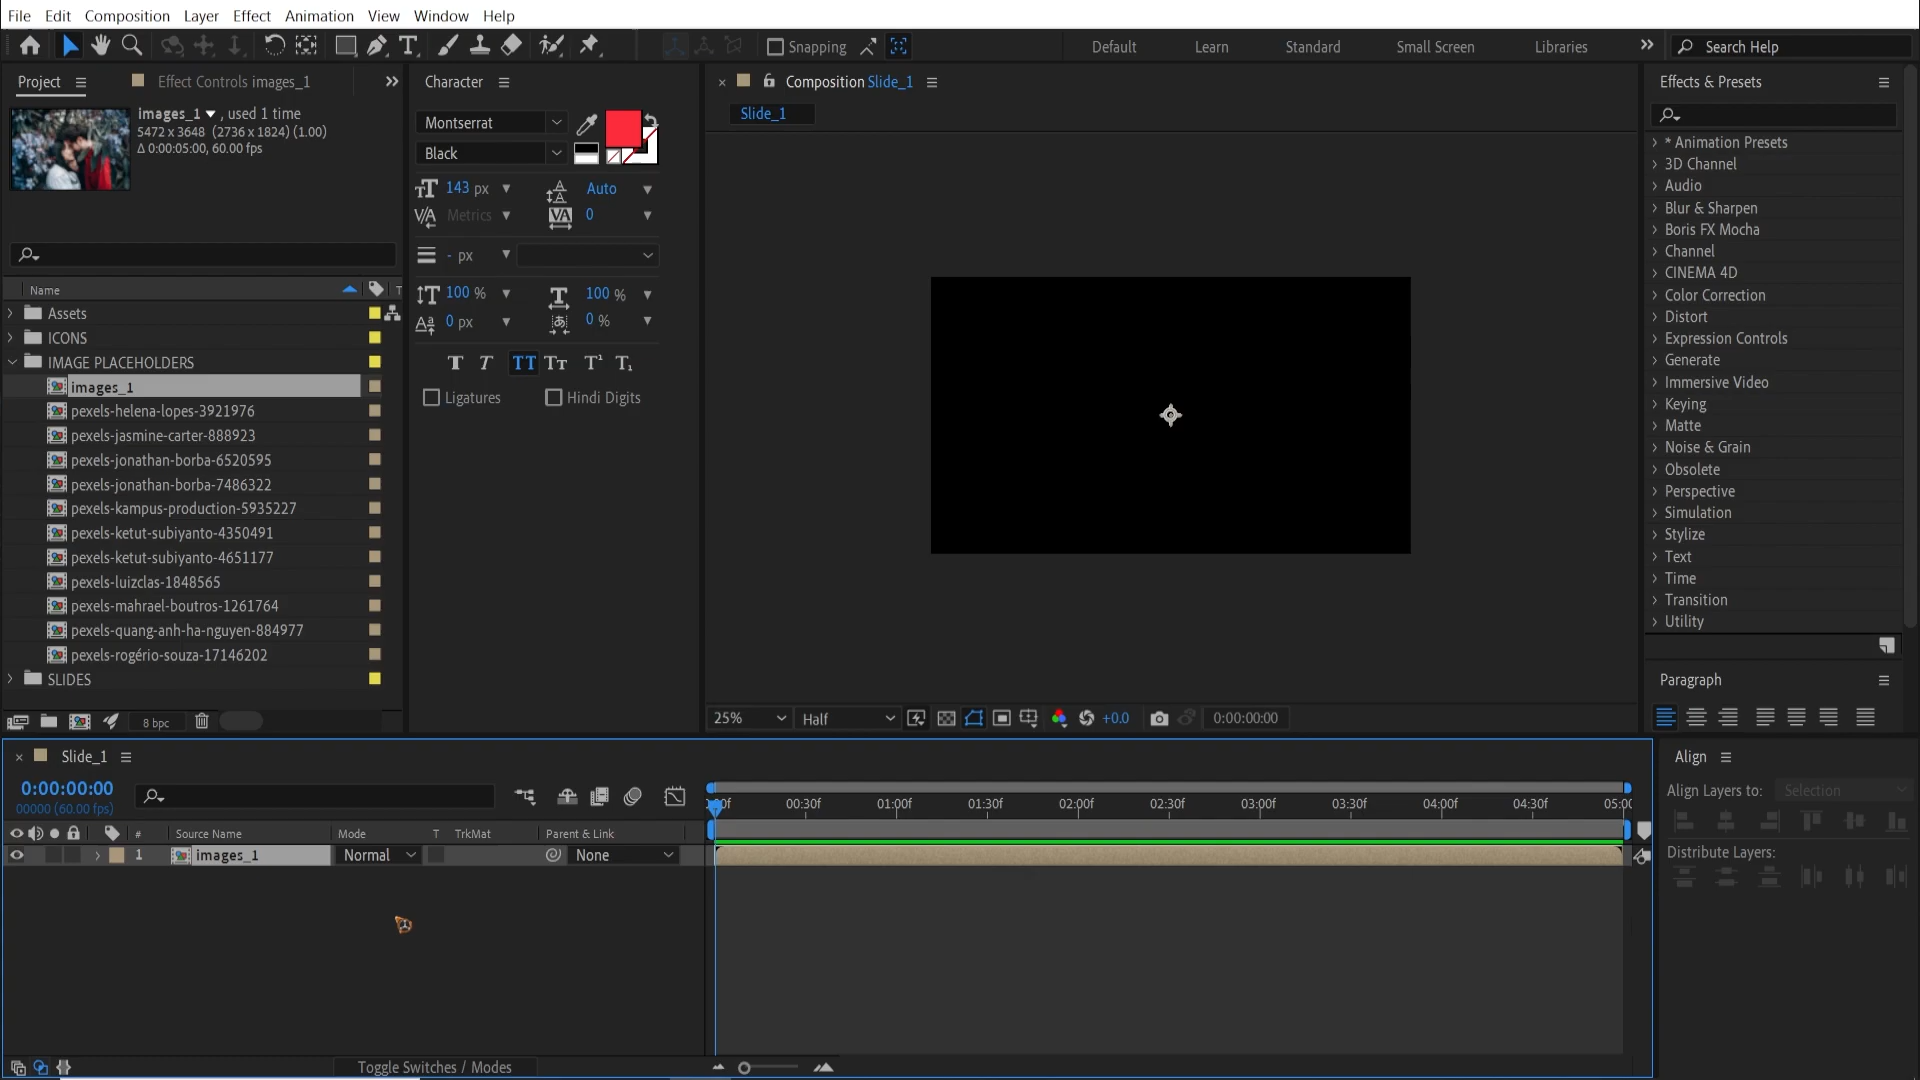 File Edit Composition Layer Effect Animation View Window Help
Snapping Default Learn Standard Small Screen Libraries Search Help
Project Effect Controls images_1
images_1 , used 1 time
5472 x 3648 (2736 x 1824) (1.00)
Δ 0:00:05:00, 60.00 fps
Name T
Assets
ICONS
IMAGE PLACEHOLDERS
images_1
pexels-helena-lopes-3921976
pexels-jasmine-carter-888923
pexels-jonathan-borba-6520595
pexels-jonathan-borba-7486322
pexels-kampus-production-5935227
pexels-ketut-subiyanto-4350491
pexels-ketut-subiyanto-4651177
pexels-luizclas-1848565
pexels-mahrael-boutros-1261764
pexels-quang-anh-ha-nguyen-884977
pexels-rogério-souza-17146202
SLIDES
8 bpc
Character
Montserrat
Black
143 px Auto
Metrics 0
- px
100 % 100 %
0 px 0 %
Ligatures Hindi Digits
Composition Slide_1
Slide_1
25% Half +0.0 0:00:00:00
Effects & Presets
* Animation Presets
3D Channel
Audio
Blur & Sharpen
Boris FX Mocha
Channel
CINEMA 4D
Color Correction
Distort
Expression Controls
Generate
Immersive Video
Keying
Matte
Noise & Grain
Obsolete
Perspective
Simulation
Stylize
Text
Time
Transition
Utility
Paragraph
Slide_1
0:00:00:00
00000 (60.00 fps)
00f 00:30f 01:00f 01:30f 02:00f 02:30f 03:00f 03:30f 04:00f 04:30f 05:00
# Source Name Mode T TrkMat Parent & Link
1 images_1 Normal None
Toggle Switches / Modes
Align
Align Layers to: Selection
Distribute Layers: